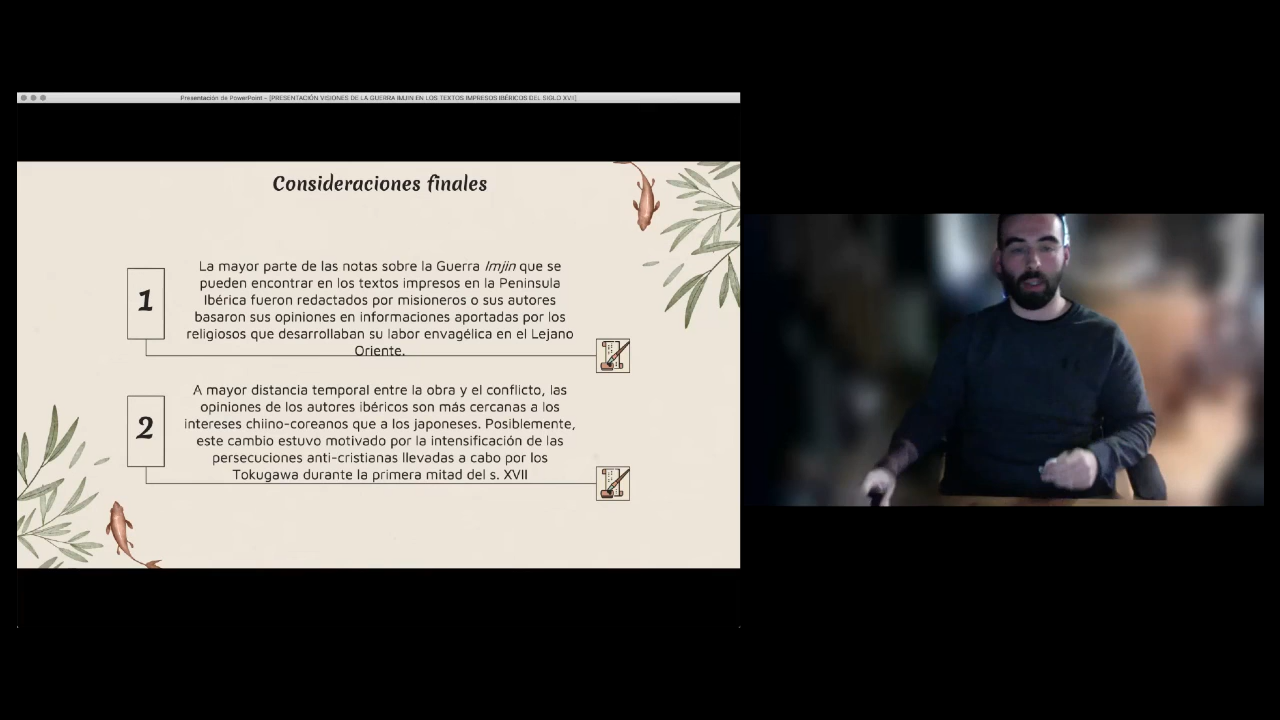 Presentación de PowerPoint - [PRESENTACIÓN VISIONES DE LA GUERRA IMJIN EN LOS TEXTOS IMPRESOS IBÉRICOS DEL SIGLO XVII]
Consideraciones finales
1
La mayor parte de las notas sobre la Guerra Imjin que se
pueden encontrar en los textos impresos en la Peninsula
Ibérica fueron redactados por misioneros o sus autores
basaron sus opiniones en informaciones aportadas por los
religiosos que desarrollaban su labor envagélica en el Lejano
Oriente.
2
A mayor distancia temporal entre la obra y el conflicto, las
opiniones de los autores ibéricos son más cercanas a los
intereses chiino-coreanos que a los japoneses. Posiblemente,
este cambio estuvo motivado por la intensificación de las
persecuciones anti-cristianas llevadas a cabo por los
Tokugawa durante la primera mitad del s. XVII